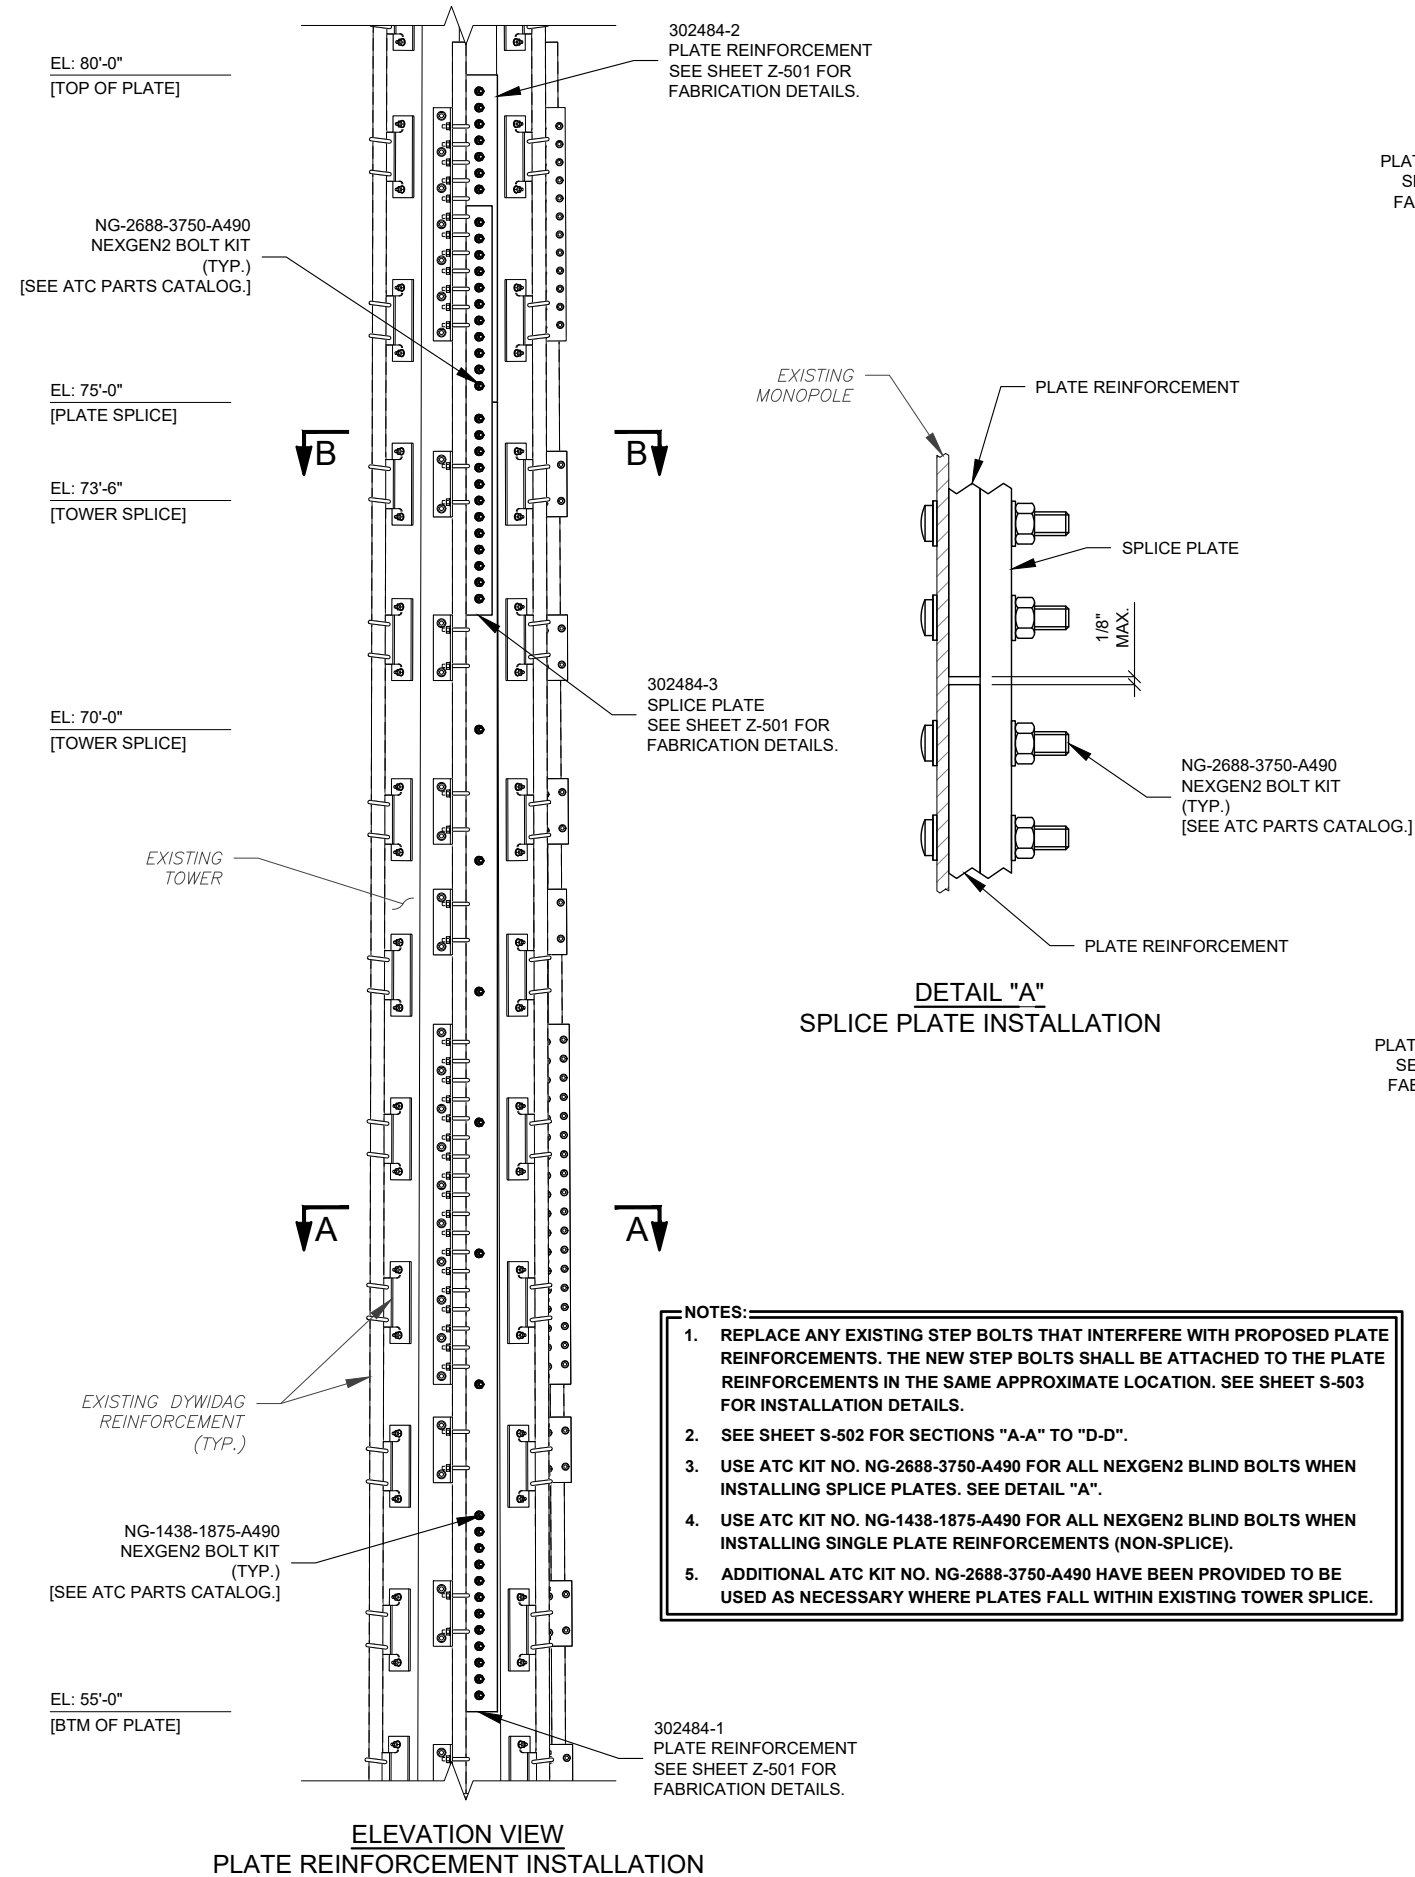 302484-2
PLATE REINFORCEMENT
SEE SHEET Z-501 FOR
FABRICATION DETAILS.
EL: 80'-0"
[TOP OF PLATE]
NG-2688-3750-A490
NEXGEN2 BOLT KIT
(TYP.)
[SEE ATC PARTS CATALOG.]
EL: 75'-0"
[PLATE SPLICE]
B
B
EL: 73'-6"
[TOWER SPLICE]
302484-3
SPLICE PLATE
SEE SHEET Z-501 FOR
FABRICATION DETAILS.
EL: 70'-0"
[TOWER SPLICE]
EXISTING
TOWER
A
A
EXISTING DYWIDAG
REINFORCEMENT
(TYP.)
NG-1438-1875-A490
NEXGEN2 BOLT KIT
(TYP.)
[SEE ATC PARTS CATALOG.]
EL: 55'-0"
[BTM OF PLATE]
302484-1
PLATE REINFORCEMENT
SEE SHEET Z-501 FOR
FABRICATION DETAILS.
ELEVATION VIEW
PLATE REINFORCEMENT INSTALLATION
EXISTING
MONOPOLE
PLATE REINFORCEMENT
SPLICE PLATE
1/8"
MAX.
NG-2688-3750-A490
NEXGEN2 BOLT KIT
(TYP.)
[SEE ATC PARTS CATALOG.]
PLATE REINFORCEMENT
DETAIL "A"
SPLICE PLATE INSTALLATION
NOTES:
1. REPLACE ANY EXISTING STEP BOLTS THAT INTERFERE WITH PROPOSED PLATE
REINFORCEMENTS. THE NEW STEP BOLTS SHALL BE ATTACHED TO THE PLATE
REINFORCEMENTS IN THE SAME APPROXIMATE LOCATION. SEE SHEET S-503
FOR INSTALLATION DETAILS.
2. SEE SHEET S-502 FOR SECTIONS "A-A" TO "D-D".
3. USE ATC KIT NO. NG-2688-3750-A490 FOR ALL NEXGEN2 BLIND BOLTS WHEN
INSTALLING SPLICE PLATES. SEE DETAIL "A".
4. USE ATC KIT NO. NG-1438-1875-A490 FOR ALL NEXGEN2 BLIND BOLTS WHEN
INSTALLING SINGLE PLATE REINFORCEMENTS (NON-SPLICE).
5. ADDITIONAL ATC KIT NO. NG-2688-3750-A490 HAVE BEEN PROVIDED TO BE
USED AS NECESSARY WHERE PLATES FALL WITHIN EXISTING TOWER SPLICE.